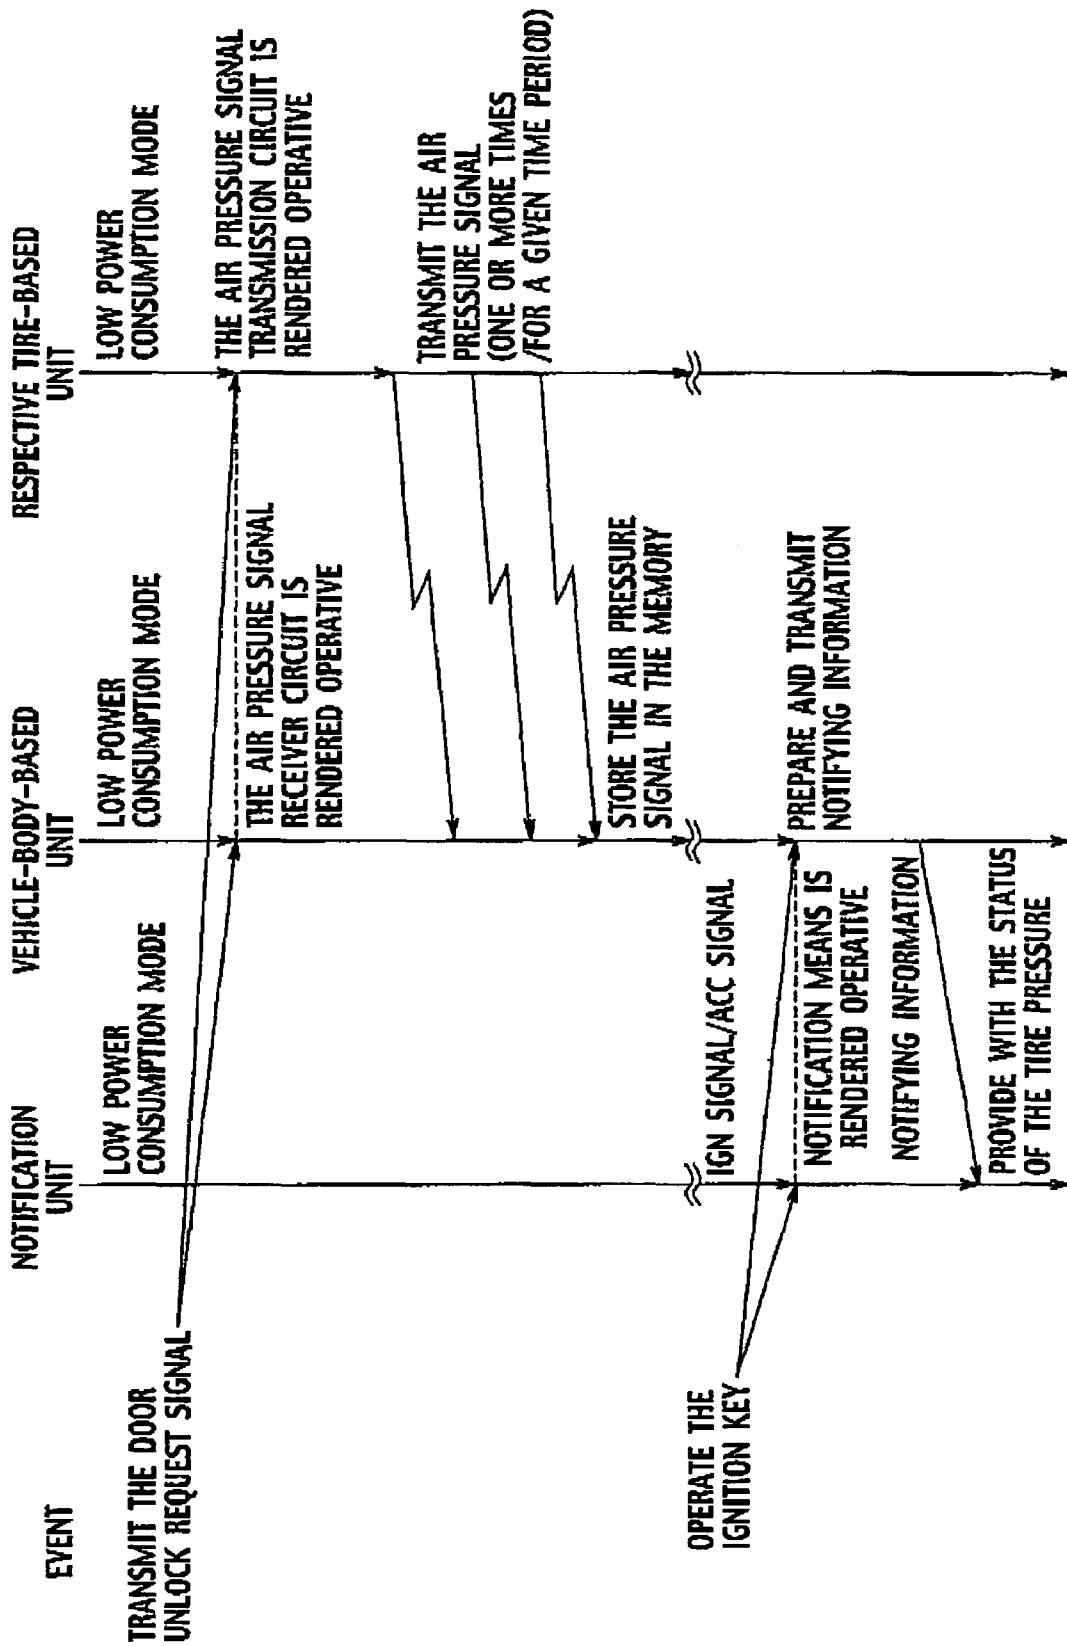 EVENT
NOTIFICATION
UNIT
VEHICLE-BODY-BASED
UNIT
RESPECTIVE TIRE-BASED
UNIT
TRANSMIT THE DOOR
UNLOCK REQUEST SIGNAL
LOW POWER
CONSUMPTION MODE
LOW POWER
CONSUMPTION MODE
LOW POWER
CONSUMPTION MODE
THE AIR PRESSURE SIGNAL
RECEIVER CIRCUIT IS
RENDERED OPERATIVE
THE AIR PRESSURE SIGNAL
TRANSMISSION CIRCUIT IS
RENDERED OPERATIVE
TRANSMIT THE AIR
PRESSURE SIGNAL
(ONE OR MORE TIMES
/FOR A GIVEN TIME PERIOD)
STORE THE AIR PRESSURE
SIGNAL IN THE MEMORY
OPERATE THE
IGNITION KEY
IGN SIGNAL/ACC SIGNAL
NOTIFICATION MEANS IS
RENDERED OPERATIVE
PREPARE AND TRANSMIT
NOTIFYING INFORMATION
NOTIFYING INFORMATION
PROVIDE WITH THE STATUS
OF THE TIRE PRESSURE